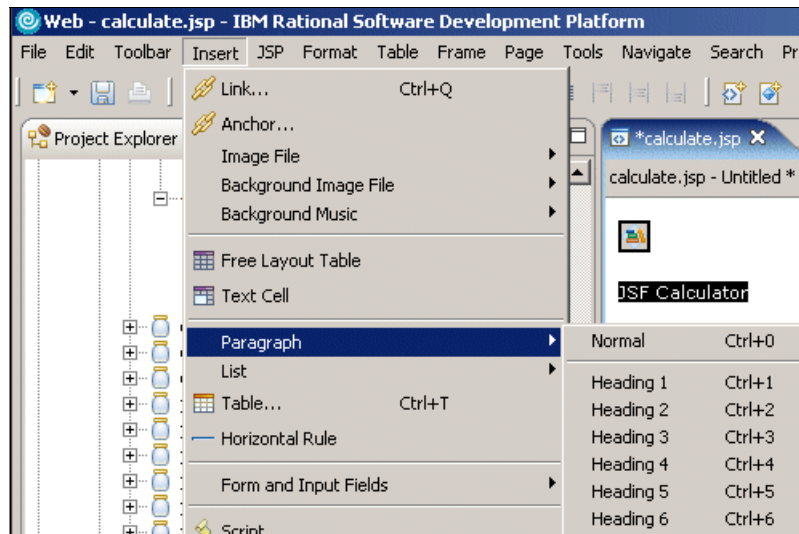 Web - calculate.jsp - IBM Rational Software Development Platform
File Edit Toolbar Insert JSP Format Table Frame Page Tools Navigate Search
Link... Ctrl+Q
Anchor...
Project Explorer
*calculate.jsp
Image File
Background Image File
calculate.jsp - Untitled *
Background Music
Free Layout Table
Text Cell
JSF Calculator
Paragraph
Normal Ctrl+0
List
Heading 1 Ctrl+1
Table... Ctrl+T
Heading 2 Ctrl+2
Horizontal Rule
Heading 3 Ctrl+3
Heading 4 Ctrl+4
Form and Input Fields
Heading 5 Ctrl+5
Heading 6 Ctrl+6
Script